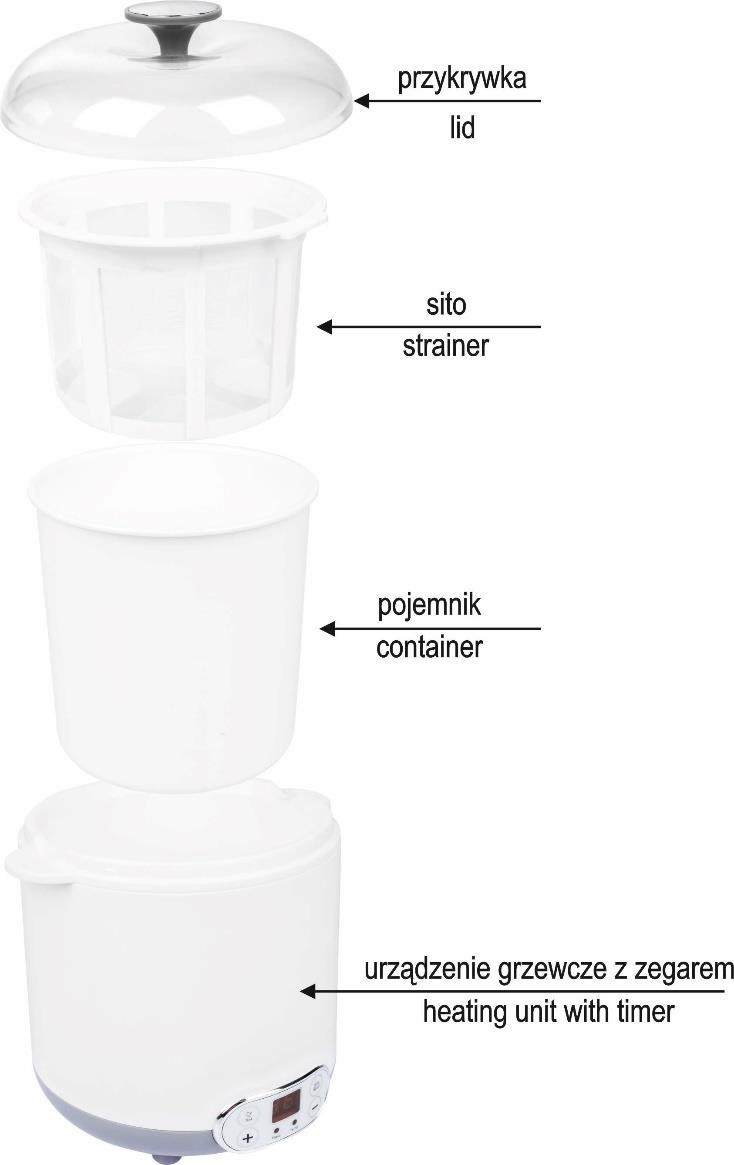 przykrywka
lid
sito
strainer
pojemnik
container
urządzenie grzewcze z zegarem
heating unit with timer
+
−